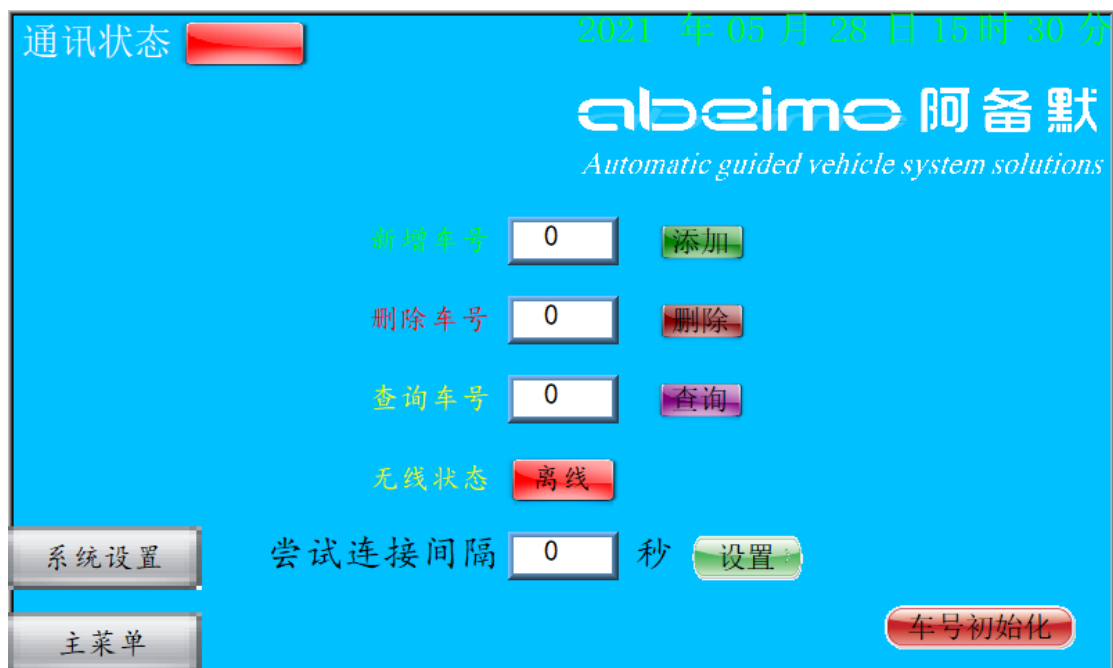 通讯状态
2021 年 05 月 28 日 15 时 30 分
abeimo 阿备默
Automatic guided vehicle system solutions
新增车号 0 添加
删除车号 0 删除
查询车号 0 查询
无线状态 离线
系统设置 尝试连接间隔 0 秒 设置
主菜单 车号初始化